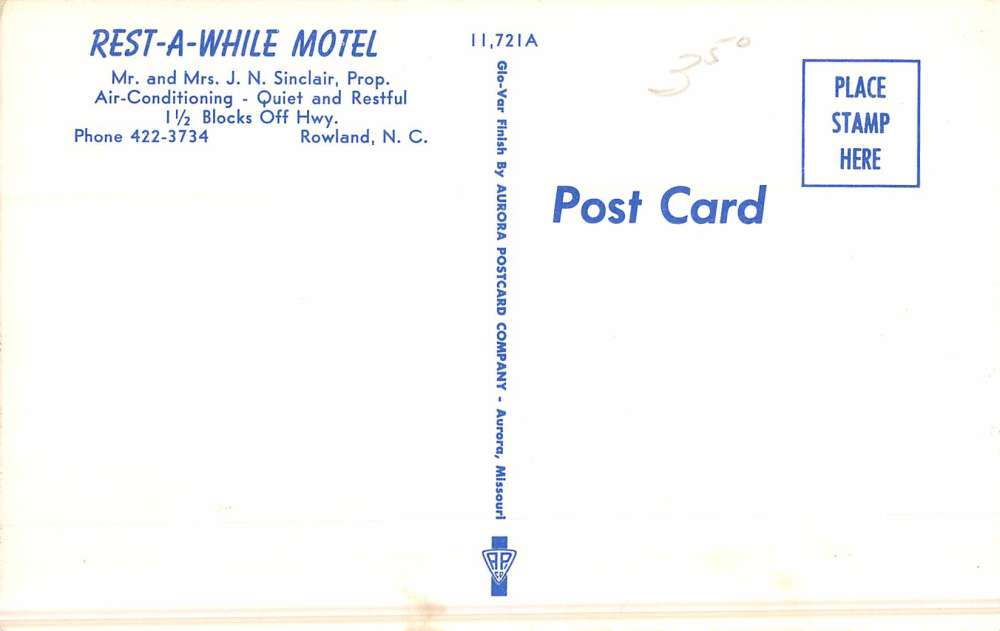 REST-A-WHILE MOTEL
Mr. and Mrs. J. N. Sinclair, Prop.
Air-Conditioning - Quiet and Restful
1½ Blocks Off Hwy.
Phone 422-3734 Rowland, N. C.
11,721A
Glo-Var Finish By AURORA POSTCARD COMPANY - Aurora, Missouri
APCO
35⁰
Post Card
PLACE
STAMP
HERE